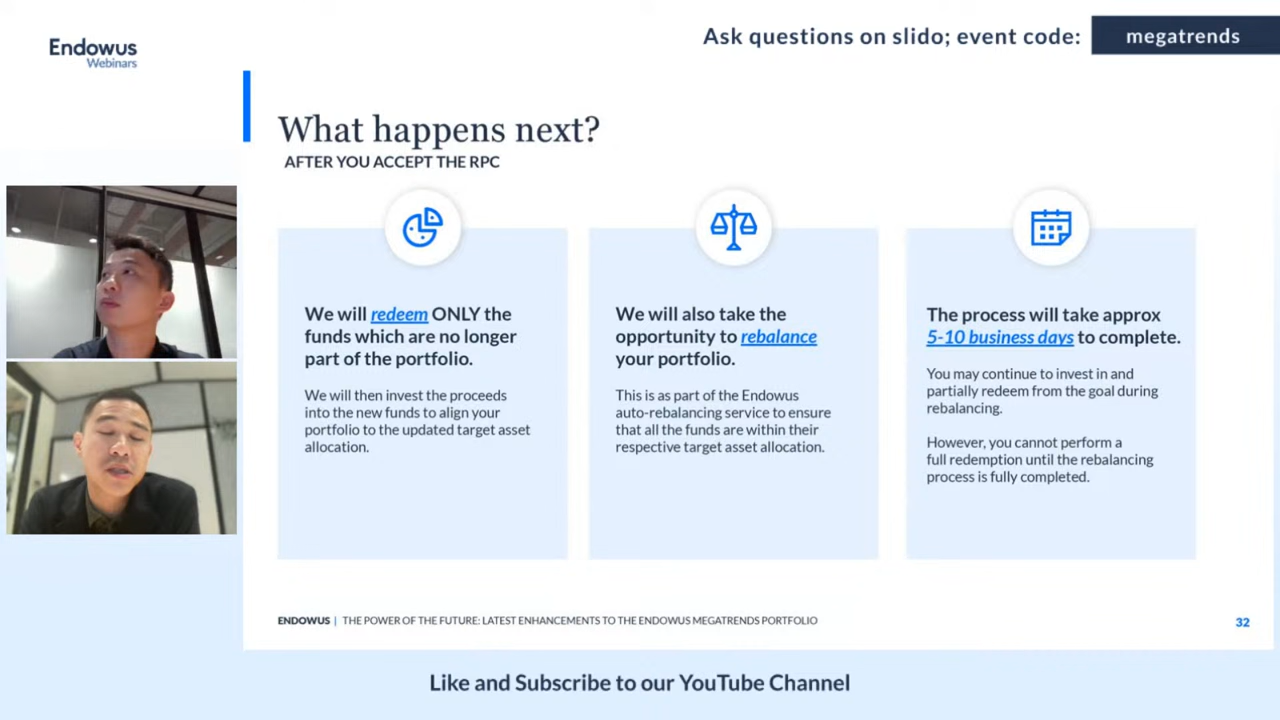 Endowus
Webinars
Ask questions on slido; event code:
megatrends
What happens next?
AFTER YOU ACCEPT THE RPC
We will redeem ONLY the
funds which are no longer
part of the portfolio.
We will then invest the proceeds
into the new funds to align your
portfolio to the updated target asset
allocation.
We will also take the
opportunity to rebalance
your portfolio.
This is as part of the Endowus
auto-rebalancing service to ensure
that all the funds are within their
respective target asset allocation.
The process will take approx
5-10 business days to complete.
You may continue to invest in and
partially redeem from the goal during
rebalancing.
However, you cannot perform a
full redemption until the rebalancing
process is fully completed.
ENDOWUS | THE POWER OF THE FUTURE: LATEST ENHANCEMENTS TO THE ENDOWUS MEGATRENDS PORTFOLIO
32
Like and Subscribe to our YouTube Channel